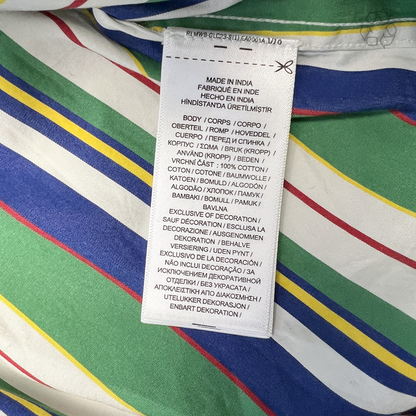 MADE IN INDIA
FABRIQUÉ EN INDE
HECHO EN INDIA
HİNDİSTAN'DA ÜRETİLMİŞTİR
BODY / CORPS / CORPO /
OBERTEIL / ROMP / HOVEDDEL /
CUERPO / ПЕРЕД И СПИНКА /
KOPПУС / ΣΩΜΑ / BRUK (KROPP) /
ANVÄND (KROPP) / BEDEN /
VRCHNÍ ČÁST : 100% COTTON /
COTON / COTONE / BAUMWOLLE /
KATOEN / BOMULD / ALGODÓN /
ALGODÃO / ХЛОПОК / ПАМУК /
BAMBAKI / BOMULL / PAMUK /
BAVLNA
EXCLUSIVE OF DECORATION /
SAUF DÉCORATION / ESCLUSA LA
DECORAZIONE / AUSGENOMMEN
DEKORATION / BEHALVE
VERSIERING / UDEN PYNT /
EXCLUSIVO DE LA DECORACIÓN /
NÃO INCLUI DECORAÇÃO / ЗА
ИСКЛЮЧЕНИЕМ ДЕКОРАТИВНОЙ
ОТДЕЛКИ / БЕЗ УКРАСАТА /
ΑΠΟΚΛΕΙΣΤΙΚΗ ΑΠΌ ΔΙΑΚΌΣΜΗΣΗ /
UTELUKKER DEKORASJON /
ENBART DEKORATION /